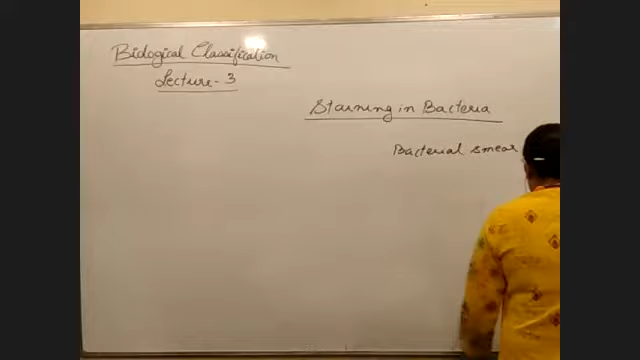 Biological Classification
Lecture - 3
Staining in Bacteria
Bacterial smear